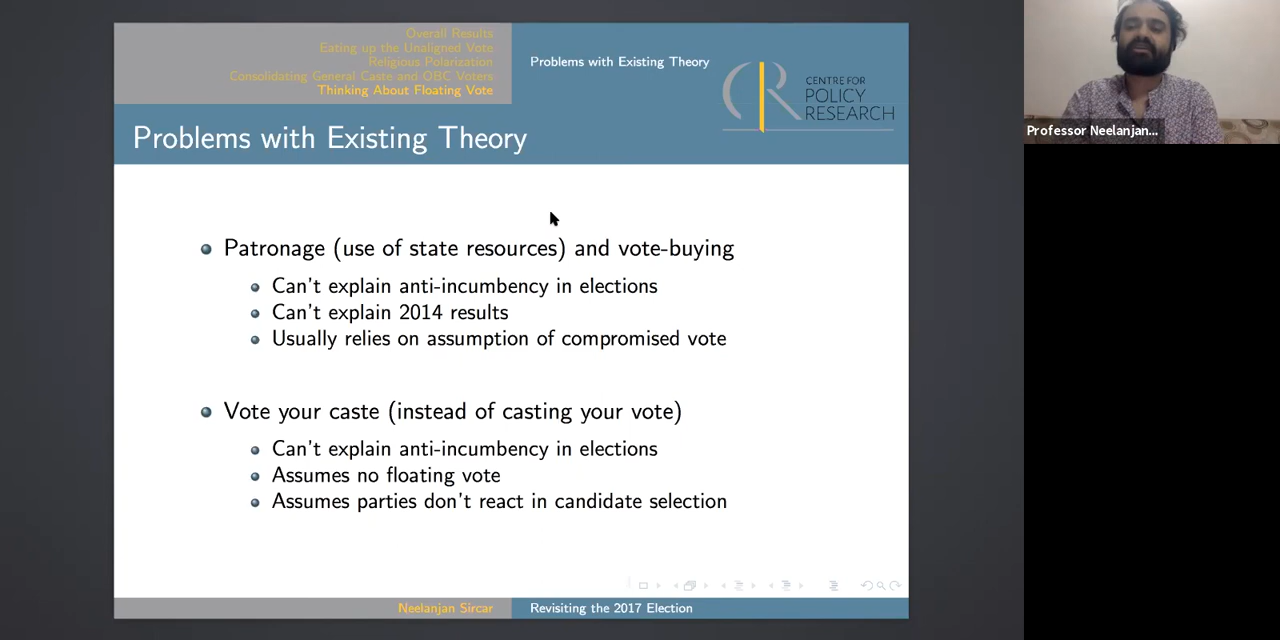 Overall Results
Eating up the Unaligned Vote
Religious Polarization
Consolidating General Caste and OBC Voters
Thinking About Floating Vote
Problems with Existing Theory
CR
CENTRE FOR
POLICY
RESEARCH
Problems with Existing Theory
Patronage (use of state resources) and vote-buying
Can't explain anti-incumbency in elections
Can't explain 2014 results
Usually relies on assumption of compromised vote
Vote your caste (instead of casting your vote)
Can't explain anti-incumbency in elections
Assumes no floating vote
Assumes parties don't react in candidate selection
Neelanjan Sircar
Revisiting the 2017 Election
Professor Neelanjan...